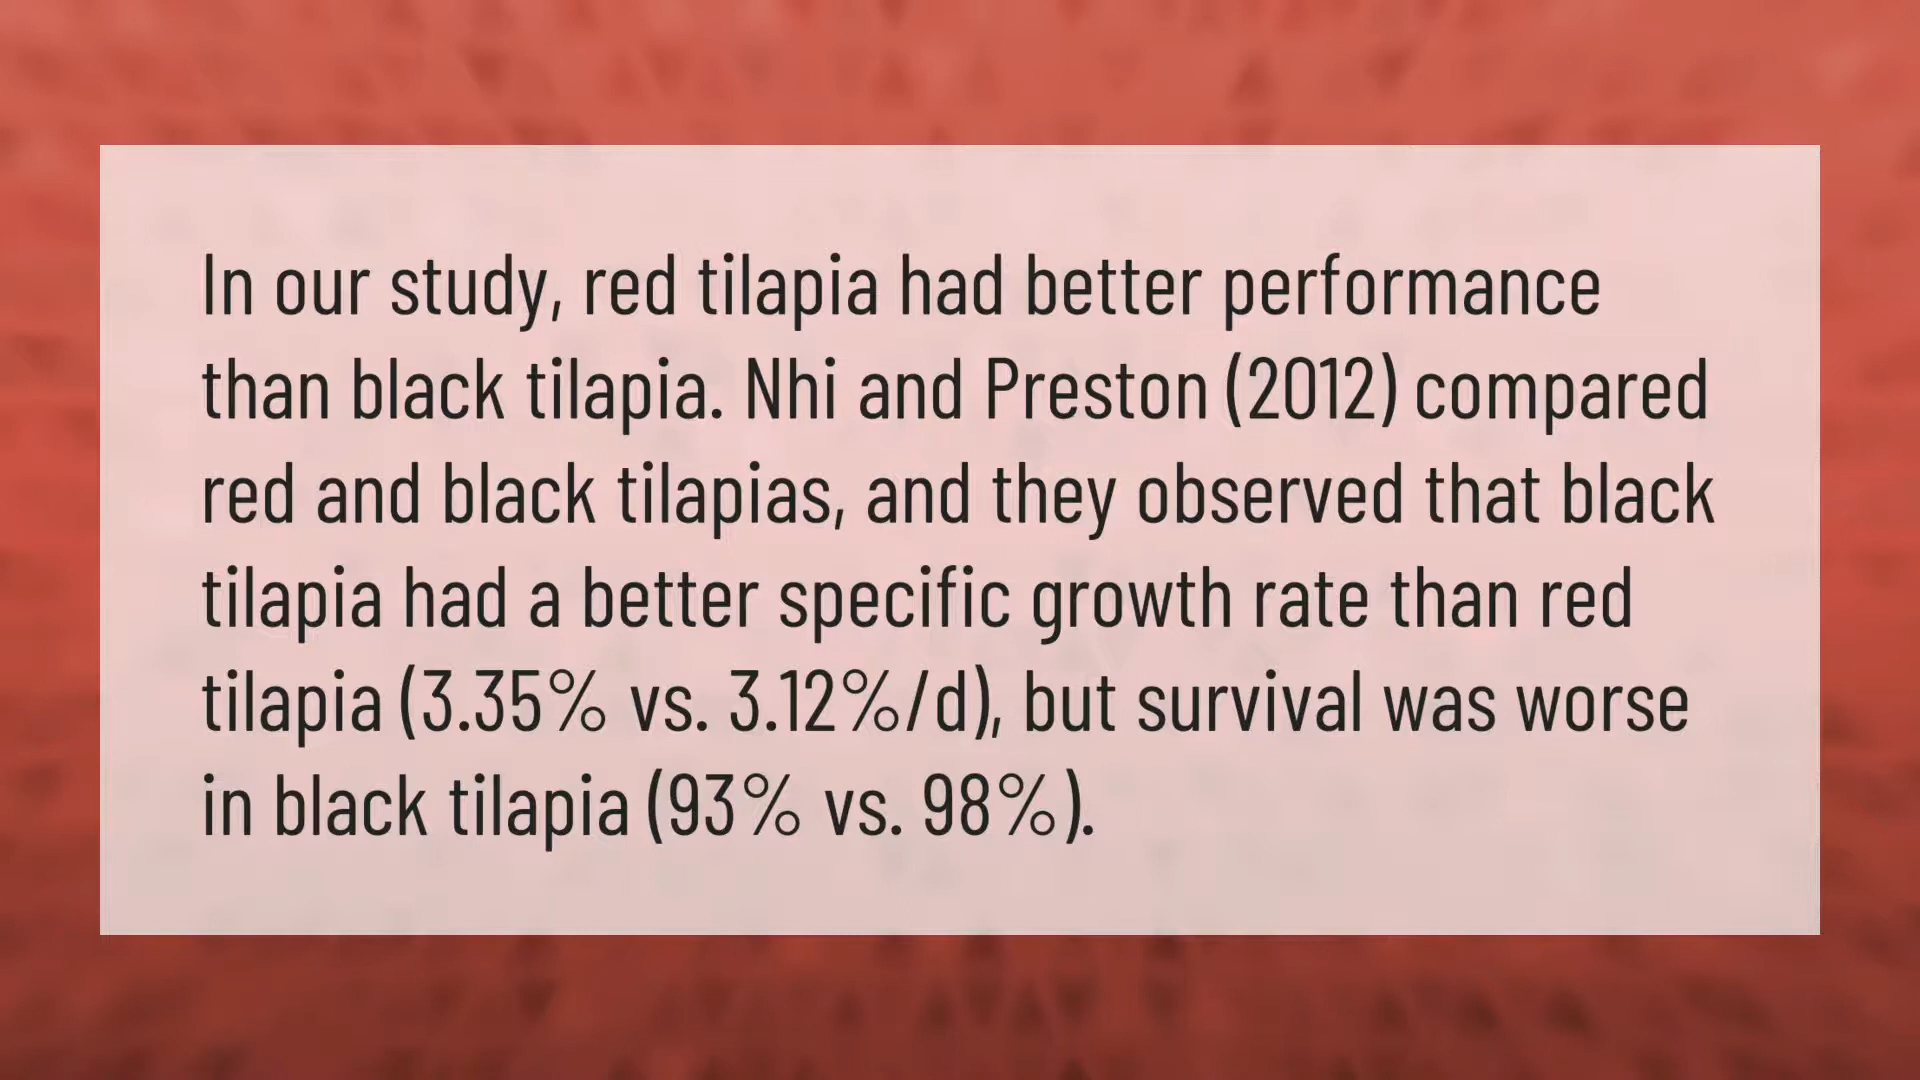 In our study, red tilapia had better performance
than black tilapia. Nhi and Preston (2012) compared
red and black tilapias, and they observed that black
tilapia had a better specific growth rate than red
tilapia (3.35% vs. 3.12%/d), but survival was worse
in black tilapia (93% vs. 98%).